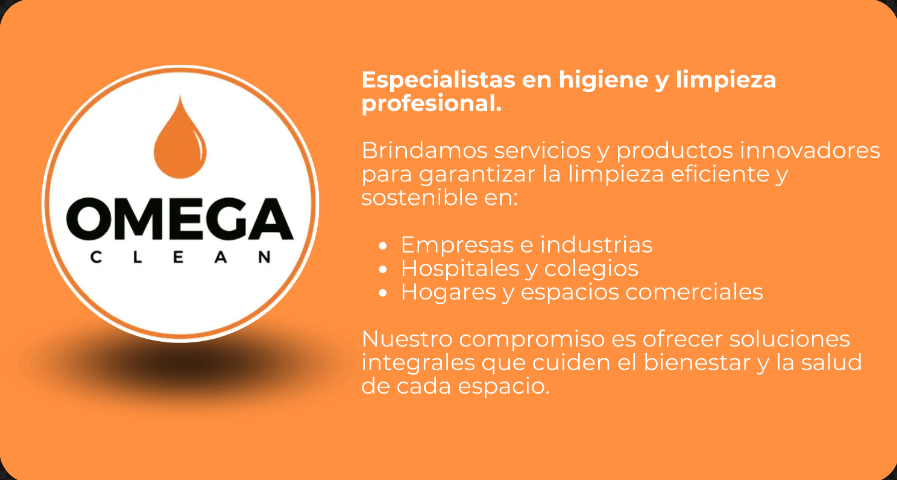 OMEGA
CLEAN
Especialistas en higiene y limpieza
profesional.
Brindamos servicios y productos innovadores
para garantizar la limpieza eficiente y
sostenible en:
• Empresas e industrias
• Hospitales y colegios
• Hogares y espacios comerciales
Nuestro compromiso es ofrecer soluciones
integrales que cuiden el bienestar y la salud
de cada espacio.